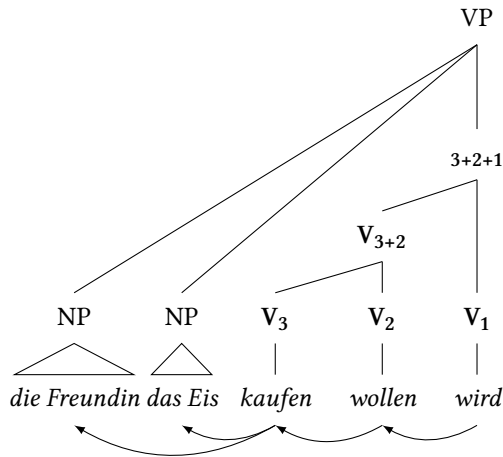 VP
3+2+1
V3+2
NP NP V3 V2 V1
die Freundin das Eis kaufen wollen wird